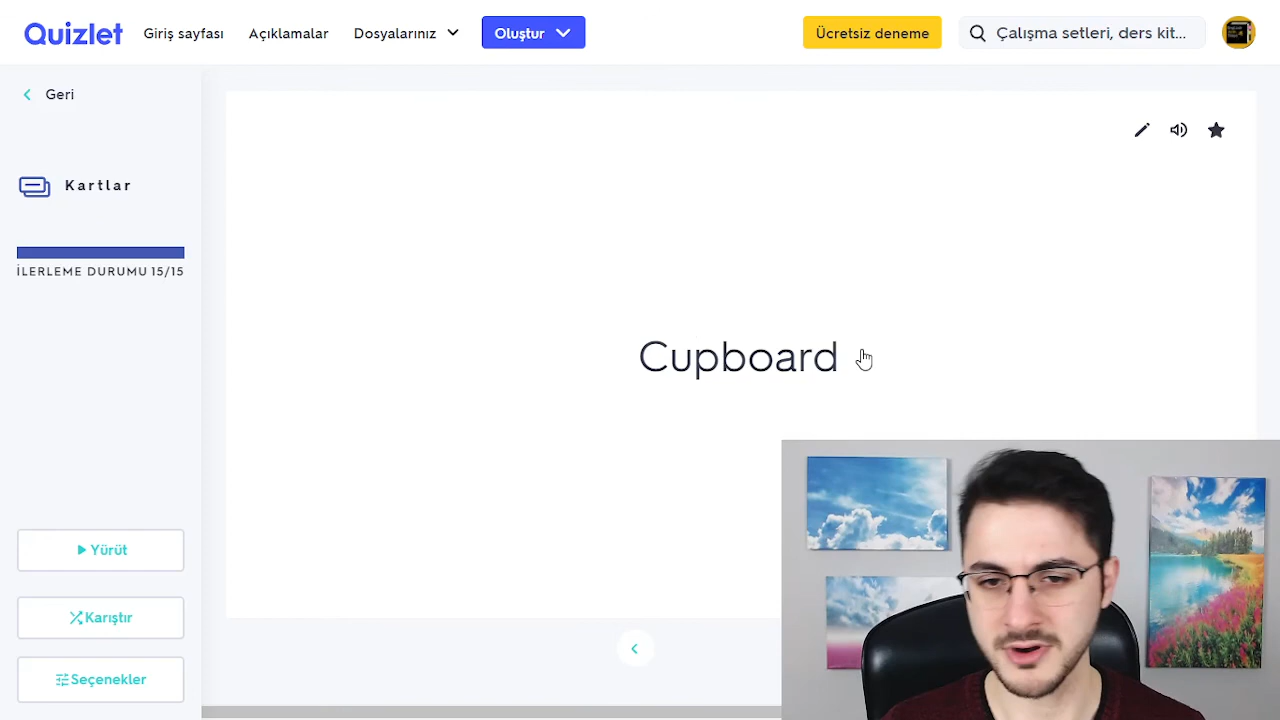 Quizlet
Giriş sayfası
Açıklamalar
Dosyalarınız
Oluştur
Ücretsiz deneme
Çalışma setleri, ders kit...
Geri
Kartlar
İLERLEME DURUMU 15/15
Cupboard
Yürüt
Karıştır
Seçenekler